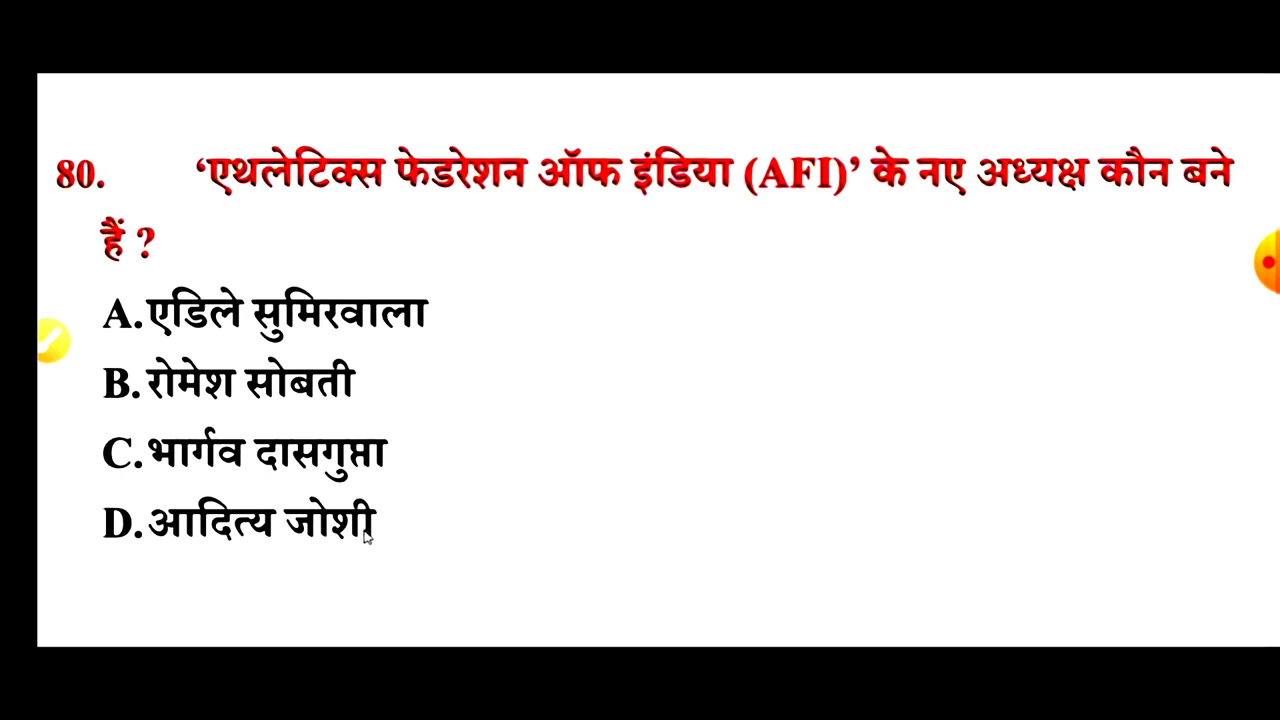 80. ‘एथलेटिक्स फेडरेशन ऑफ इंडिया (AFI)’ के नए अध्यक्ष कौन बने
हैं ?
A. एडिले सुमिरवाला
B. रोमेश सोबती
C. भार्गव दासगुप्ता
D. आदित्य जोशी